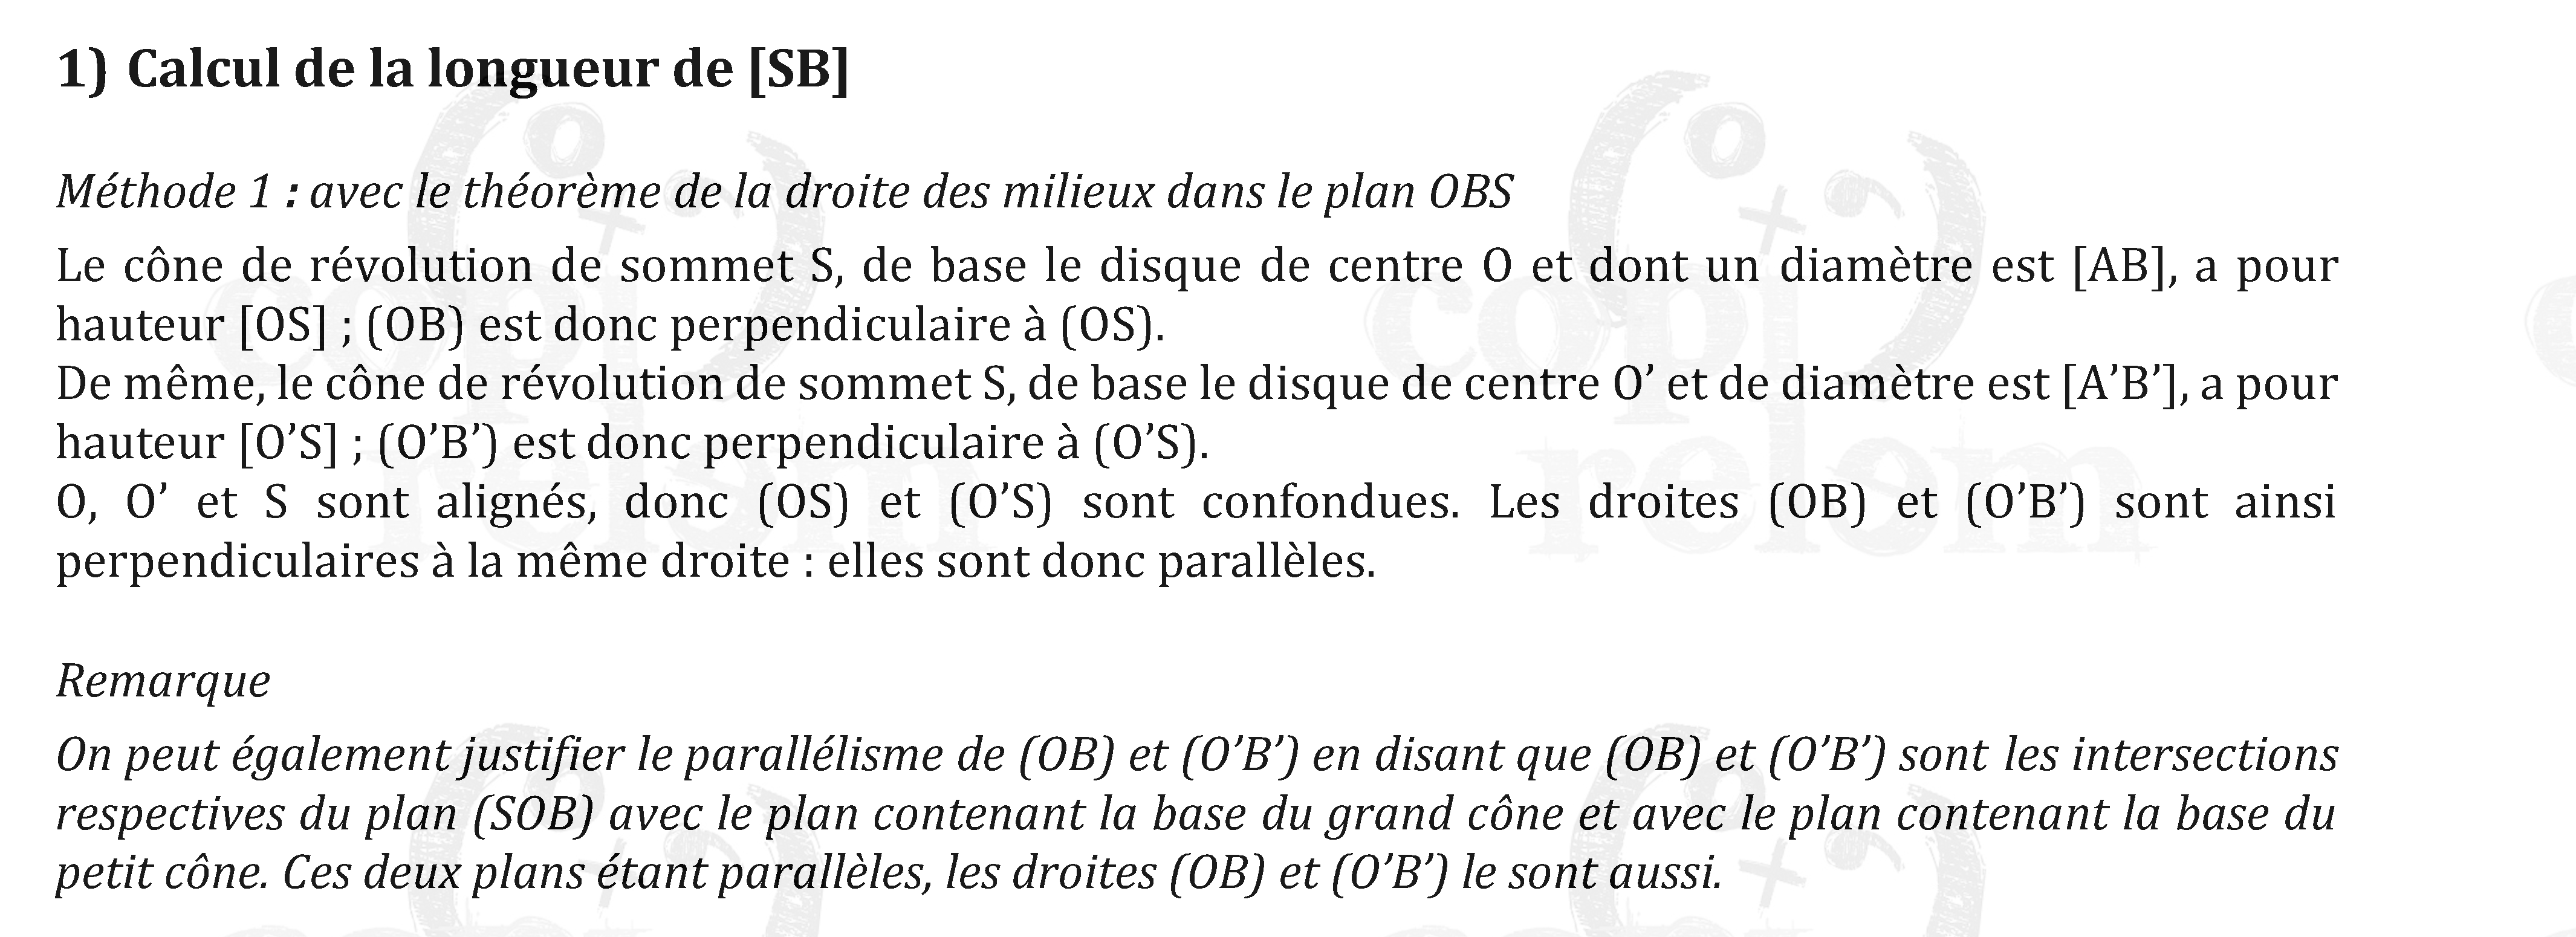 1) Calcul de la longueur de [SB]
Méthode 1 : avec le théorème de la droite des milieux dans le plan OBS
Le cône de révolution de sommet S, de base le disque de centre O et dont un diamètre est [AB], a pour
hauteur [OS] ; (OB) est donc perpendiculaire à (OS).
De même, le cône de révolution de sommet S, de base le disque de centre O’ et de diamètre est [A’B’], a pour
hauteur [O’S] ; (O’B’) est donc perpendiculaire à (O’S).
O, O’ et S sont alignés, donc (OS) et (O’S) sont confondues. Les droites (OB) et (O’B’) sont ainsi
perpendiculaires à la même droite : elles sont donc parallèles.
Remarque
On peut également justifier le parallélisme de (OB) et (O’B’) en disant que (OB) et (O’B’) sont les intersections
respectives du plan (SOB) avec le plan contenant la base du grand cône et avec le plan contenant la base du
petit cône. Ces deux plans étant parallèles, les droites (OB) et (O’B’) le sont aussi.